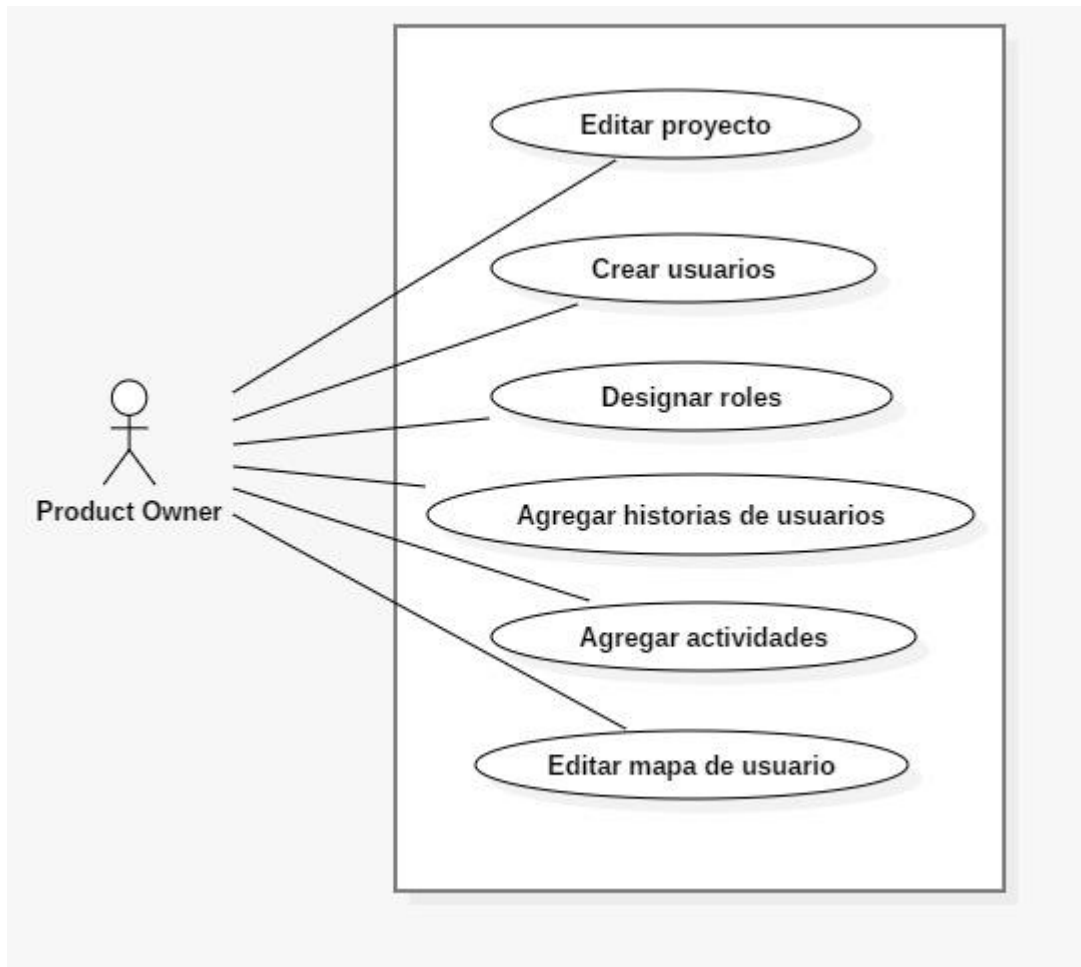 Editar proyecto
Crear usuarios
Designar roles
Product Owner
Agregar historias de usuarios
Agregar actividades
Editar mapa de usuario